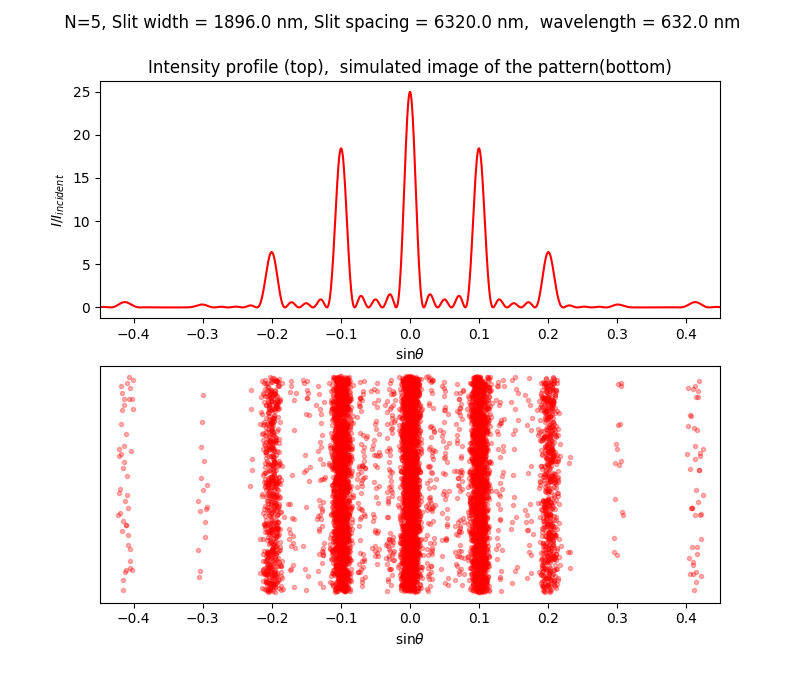 N=5, Slit width = 1896.0 nm, Slit spacing = 6320.0 nm,  wavelength = 632.0 nm
Intensity profile (top),  simulated image of the pattern(bottom)
25
20
15
10
5
0
I/I_incident
−0.4 −0.3 −0.2 −0.1 0.0 0.1 0.2 0.3 0.4
sinθ
−0.4 −0.3 −0.2 −0.1 0.0 0.1 0.2 0.3 0.4
sinθ